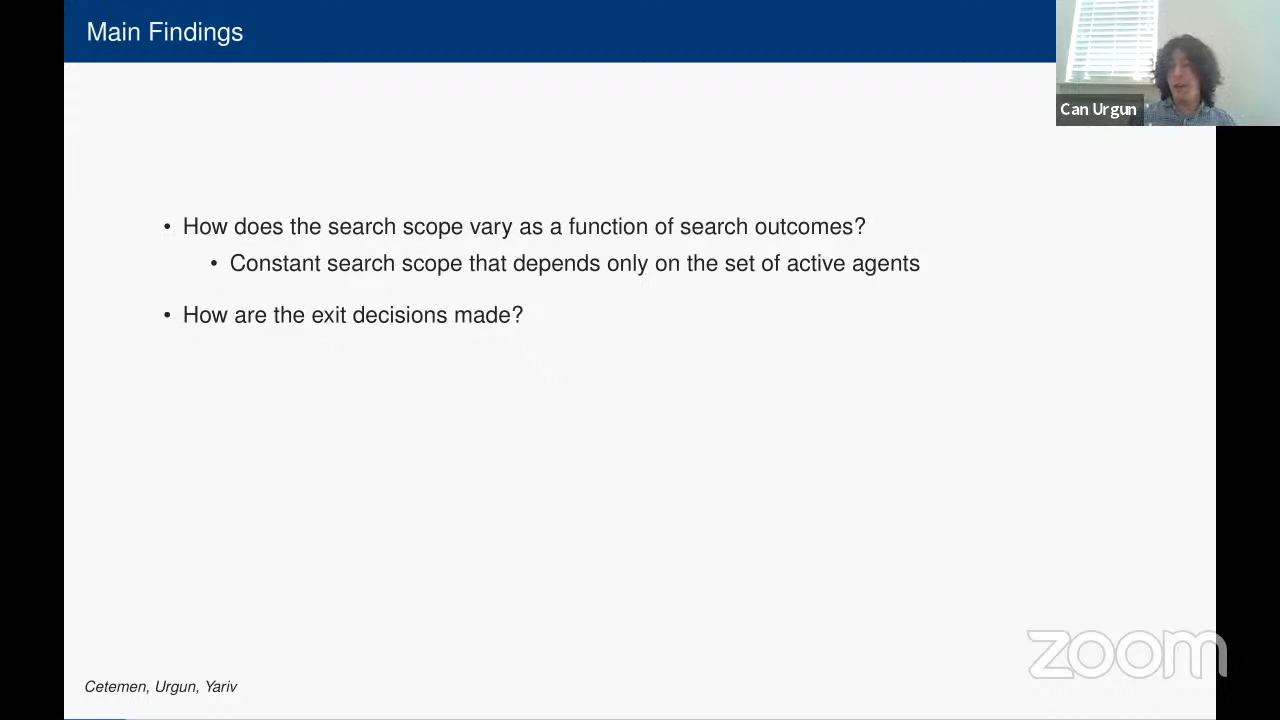 Main Findings
Can Urgun
• How does the search scope vary as a function of search outcomes?
• Constant search scope that depends only on the set of active agents
• How are the exit decisions made?
zoom
Cetemen, Urgun, Yariv